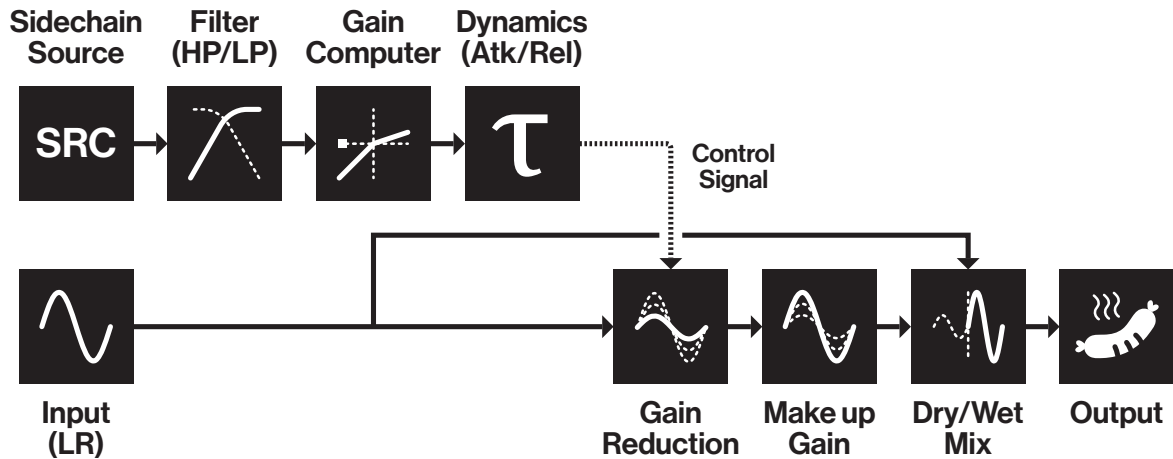 Sidechain
Source
Filter
(HP/LP)
Gain
Computer
Dynamics
(Atk/Rel)
SRC
τ
Control
Signal
Input
(LR)
Gain
Reduction
Make up
Gain
Dry/Wet
Mix
Output